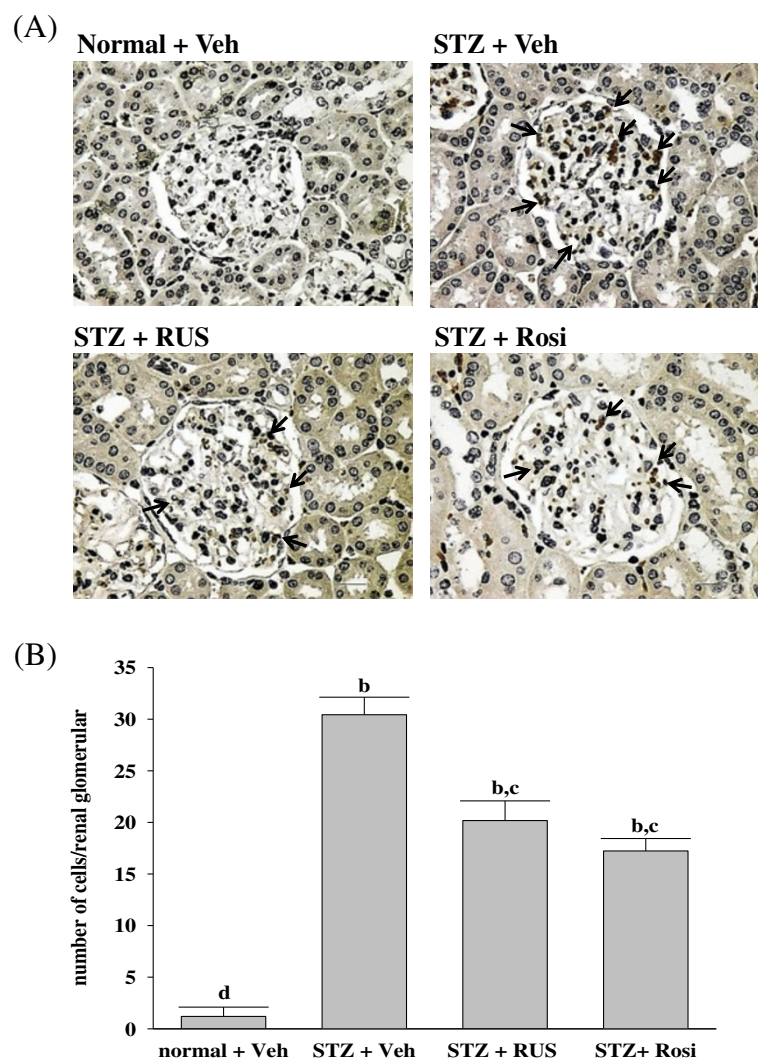 (A)
Normal + Veh
STZ + Veh
STZ + RUS
STZ + Rosi
(B)
number of cells/renal glomerular
35
30
25
20
15
10
5
0
d
b
b,c
b,c
normal + Veh
STZ + Veh
STZ + RUS
STZ+ Rosi